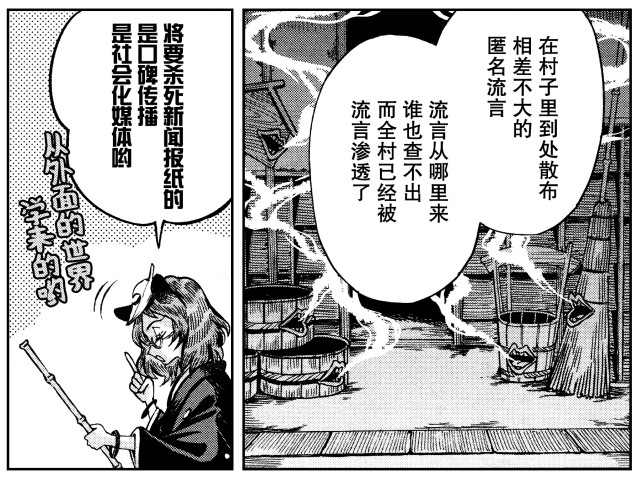 在村子里到处散布
相差不大的
匿名流言
流言从哪里来
谁也查不出
而全村已经被
流言渗透了
将要杀死新闻报纸的
是口碑传播
是社会化媒体哟
从外面的世界
学来的哟